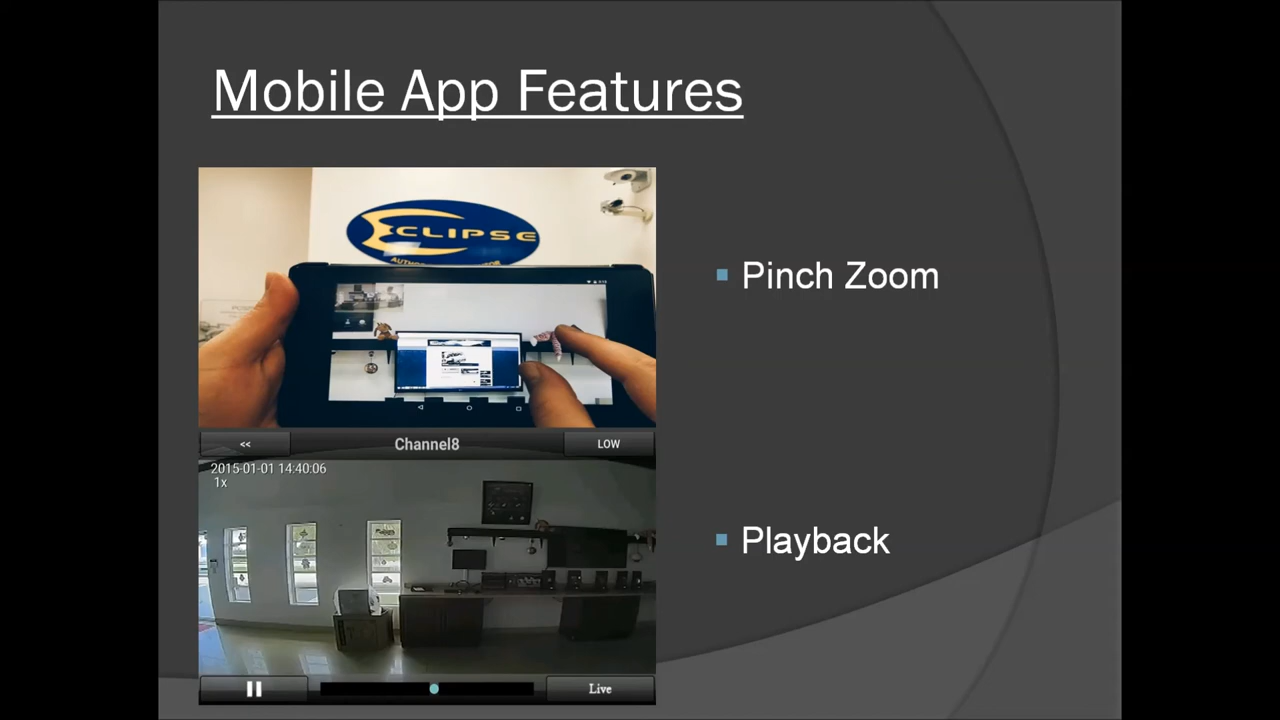 Mobile App Features
ECLIPSE
Pinch Zoom
<<
Channel8
LOW
2015-01-01 14:40:06
1x
Playback
Live